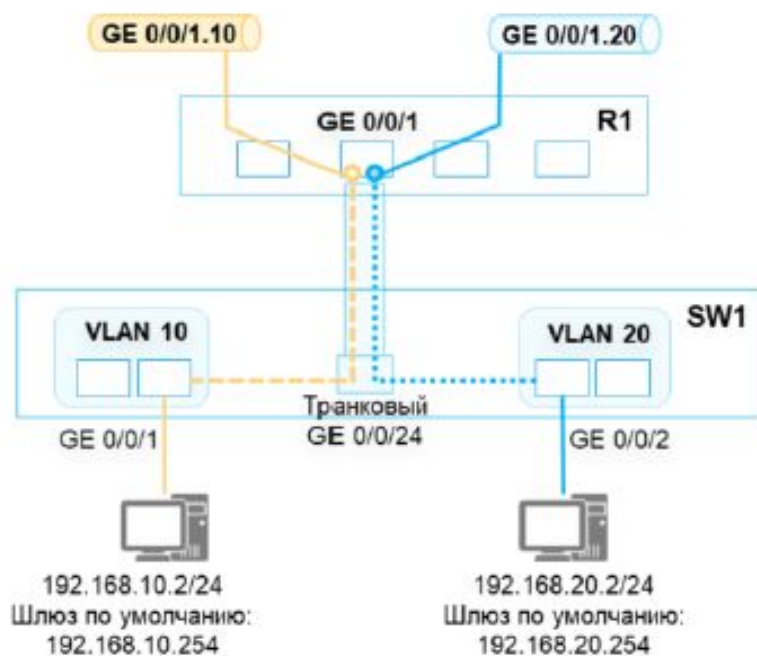 GE 0/0/1.10
GE 0/0/1.20
GE 0/0/1
R1
VLAN 10
VLAN 20
SW1
Транковый
GE 0/0/24
GE 0/0/1
GE 0/0/2
192.168.10.2/24
Шлюз по умолчанию:
192.168.10.254
192.168.20.2/24
Шлюз по умолчанию:
192.168.20.254